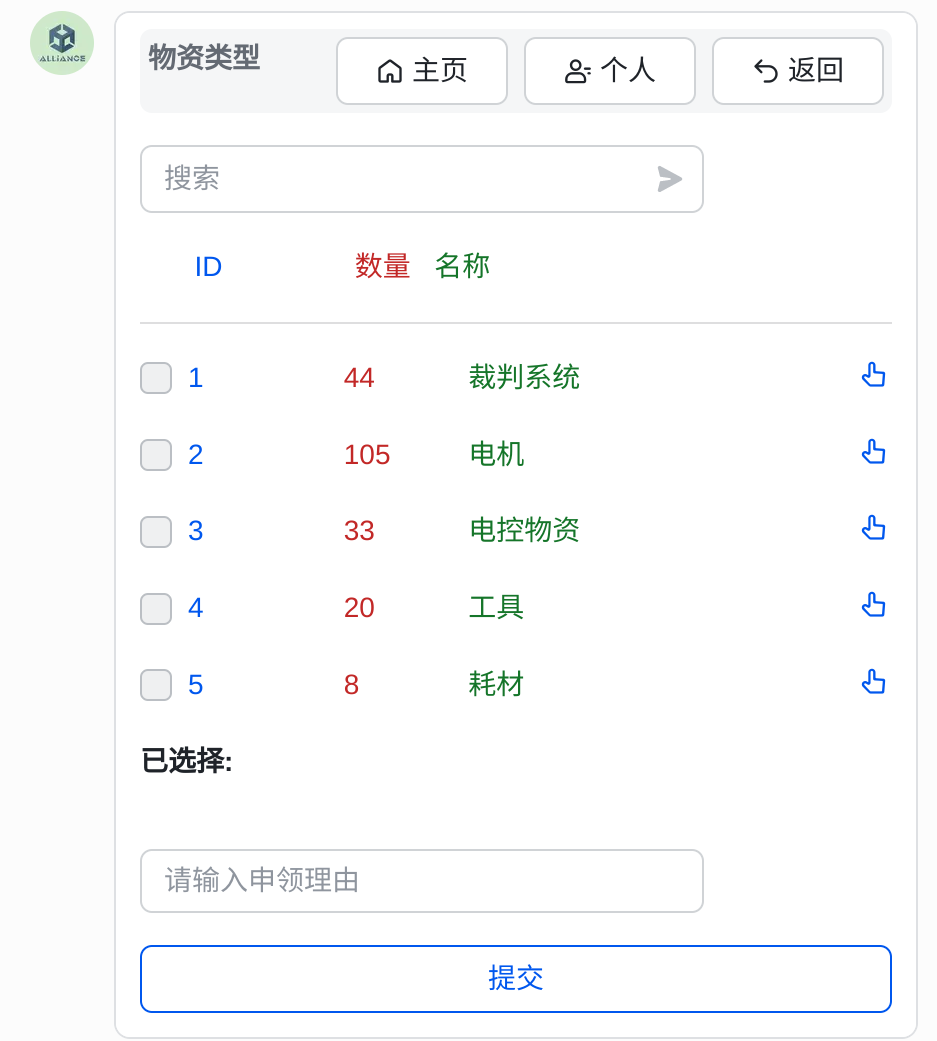 ALLIANCE
物资类型 主页 个人 返回
搜索
ID 数量 名称
1 44 裁判系统
2 105 电机
3 33 电控物资
4 20 工具
5 8 耗材
已选择:
请输入申领理由
提交